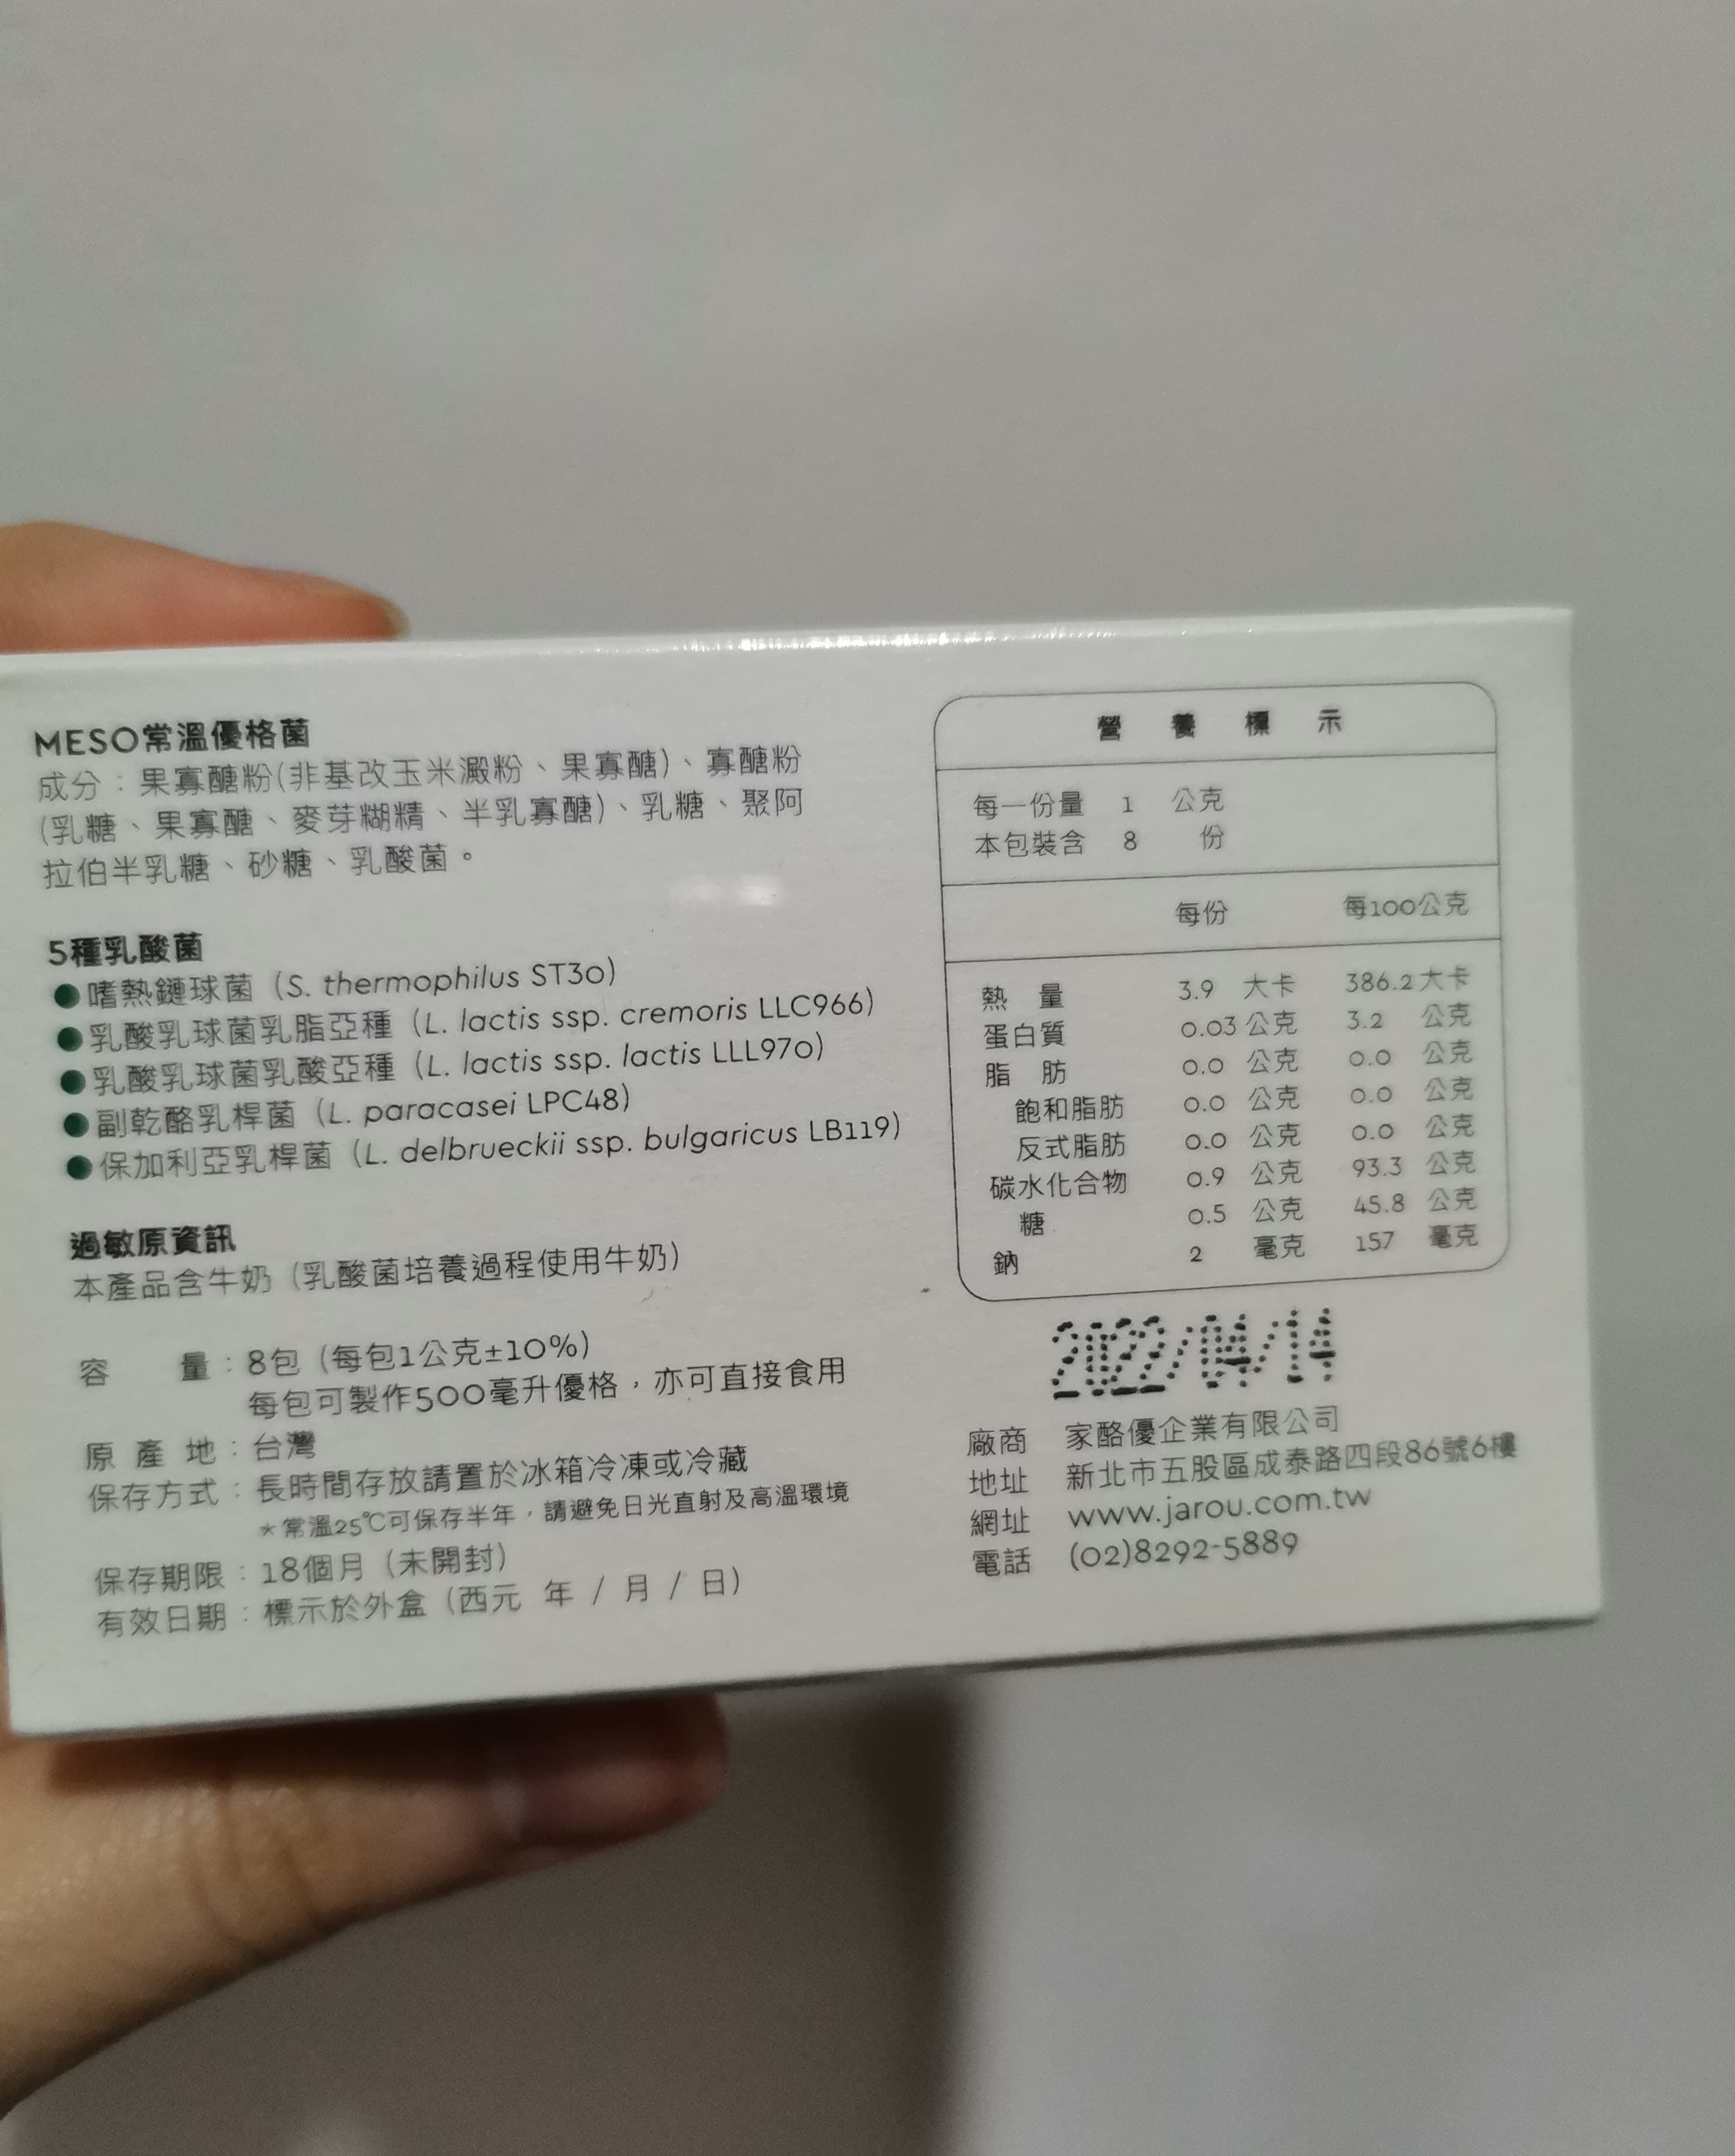 MESO常溫優格菌
成分：果寡醣粉(非基改玉米澱粉、果寡醣)、寡醣粉
(乳糖、果寡醣、麥芽糊精、半乳寡醣)、乳糖、聚阿
拉伯半乳糖、砂糖、乳酸菌。
5種乳酸菌
●嗜熱鏈球菌（S. thermophilus ST30）
●乳酸乳球菌乳脂亞種（L. lactis ssp. cremoris LLC966）
●乳酸乳球菌乳酸亞種（L. lactis ssp. lactis LLL970）
●副乾酪乳桿菌（L. paracasei LPC48）
●保加利亞乳桿菌（L. delbrueckii ssp. bulgaricus LB119）
過敏原資訊
本產品含牛奶（乳酸菌培養過程使用牛奶）
容 量：8包（每包1公克±10%）
每包可製作500毫升優格，亦可直接食用
原 產 地：台灣
保存方式：長時間存放請置於冰箱冷凍或冷藏
＊常溫25℃可保存半年，請避免日光直射及高溫環境
保存期限：18個月（未開封）
有效日期：標示於外盒（西元 年 / 月 / 日）
營 養 標 示
每一份量 1 公克
本包裝含 8 份
每份 每100公克
熱 量 3.9 大卡 386.2 大卡
蛋白質 0.03 公克 3.2 公克
脂 肪 0.0 公克 0.0 公克
飽和脂肪 0.0 公克 0.0 公克
反式脂肪 0.0 公克 0.0 公克
碳水化合物 0.9 公克 93.3 公克
糖 0.5 公克 45.8 公克
鈉 2 毫克 157 毫克
2022/04/14
廠商 家酪優企業有限公司
地址 新北市五股區成泰路四段86號6樓
網址 www.jarou.com.tw
電話 (02)8292-5889